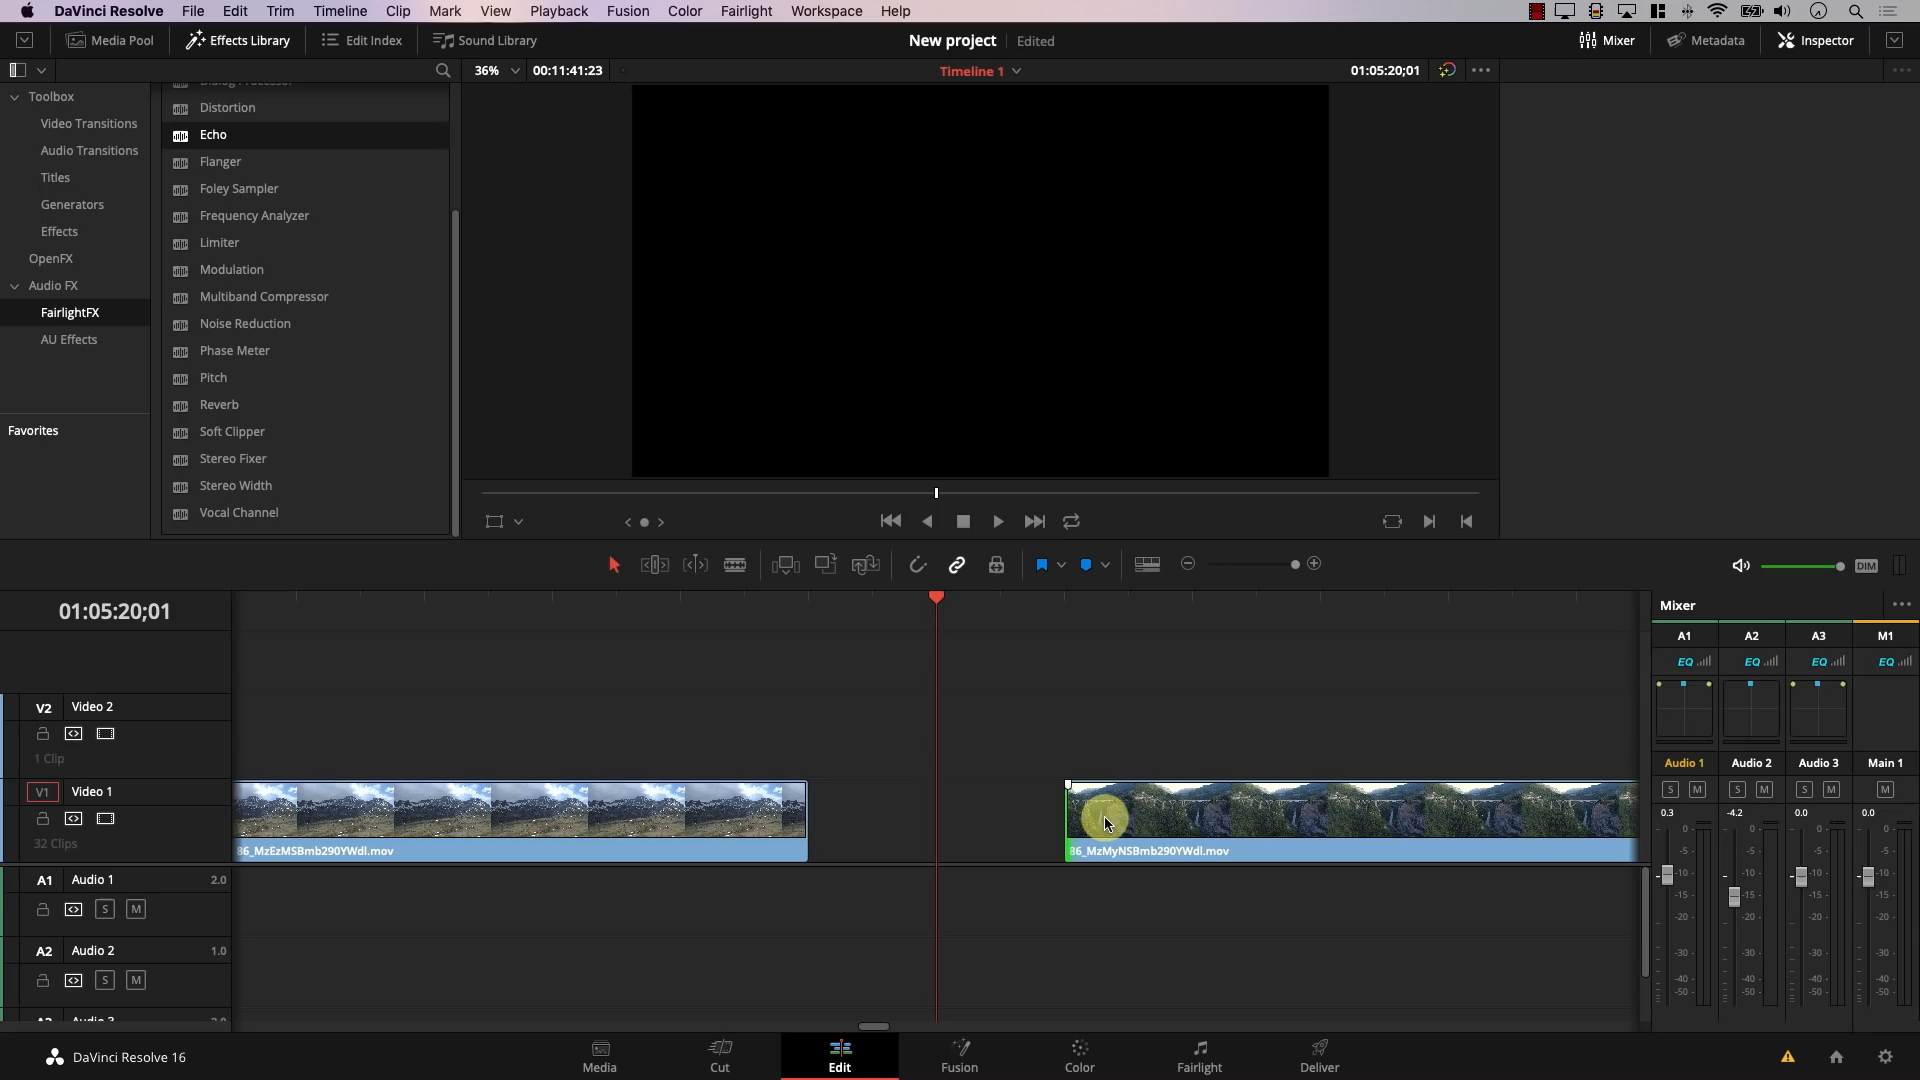 DaVinci Resolve File Edit Trim Timeline Clip Mark View Playback Fusion Color Fairlight Workspace Help
Media Pool Effects Library Edit Index Sound Library New project Edited Mixer Metadata Inspector
36% 00:11:41:23 Timeline 1 01:05:20;01
Toolbox
Video Transitions
Audio Transitions
Titles
Generators
Effects
OpenFX
Audio FX
FairlightFX
AU Effects
Favorites
Distortion
Echo
Flanger
Foley Sampler
Frequency Analyzer
Limiter
Modulation
Multiband Compressor
Noise Reduction
Phase Meter
Pitch
Reverb
Soft Clipper
Stereo Fixer
Stereo Width
Vocal Channel
DIM
01:05:20;01
V2 Video 2
1 Clip
V1 Video 1
32 Clips
A1 Audio 1 2.0
S M
A2 Audio 2 1.0
S M
86_MzEzMSBmb290YWdl.mov
86_MzMyNSBmb290YWdl.mov
Mixer
A1 A2 A3 M1
EQ EQ EQ EQ
Audio 1 Audio 2 Audio 3 Main 1
S M S M S M M
0.3 -4.2 0.0 0.0
0 0 0 0
-5 -5 -5 -5
-10 -10 -10 -10
-15 -15 -15 -15
-20 -20 -20 -20
-30 -30 -30 -30
-40 -40 -40 -40
-50 -50 -50 -50
DaVinci Resolve 16
Media Cut Edit Fusion Color Fairlight Deliver